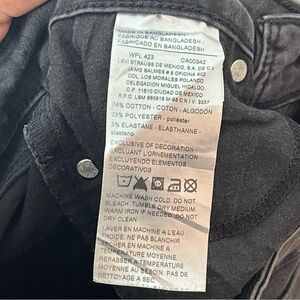 MADE IN BANGLADESH
FABRIQUE AU BANGLADESH
FABRICADO EN BANGLADESH
WPL 423 CA00342
LEVI STRAUSS DE MEXICO, S.A. DE C.V
JAIME BALMES # 8 OFICINA 502
COL. LOS MORALES POLANCO
DELEGACION MIGUEL HIDALGO
C.P. 11510 CIUDAD DE MEXICO
R.F.C. LSM 660818 M-98 C N I V. 3337
74% COTTON - COTON - ALGODÓN
23% POLYESTER - poliéster
3% ELASTANE - ELASTHANNE -
elastano
EXCLUSIVE OF DECORATION -
EXCLUANT L'ORNEMENTATION -
EXCLUYENDO ELEMENTOS
DECORATIVOS
MACHINE WASH COLD. DO NOT
BLEACH. TUMBLE DRY MEDIUM.
WARM IRON IF NEEDED. DO NOT
DRY CLEAN.
LAVER EN MACHINE À L'EAU
FROIDE. NE PAS BLANCHIR.
SECHER EN MACHINE À
TEMPERATURE MOYENNE.
REPASSER À TEMPERATURE
MOYENNE AU BESOIN. PAS DE
NETTOYAGE A SEC.